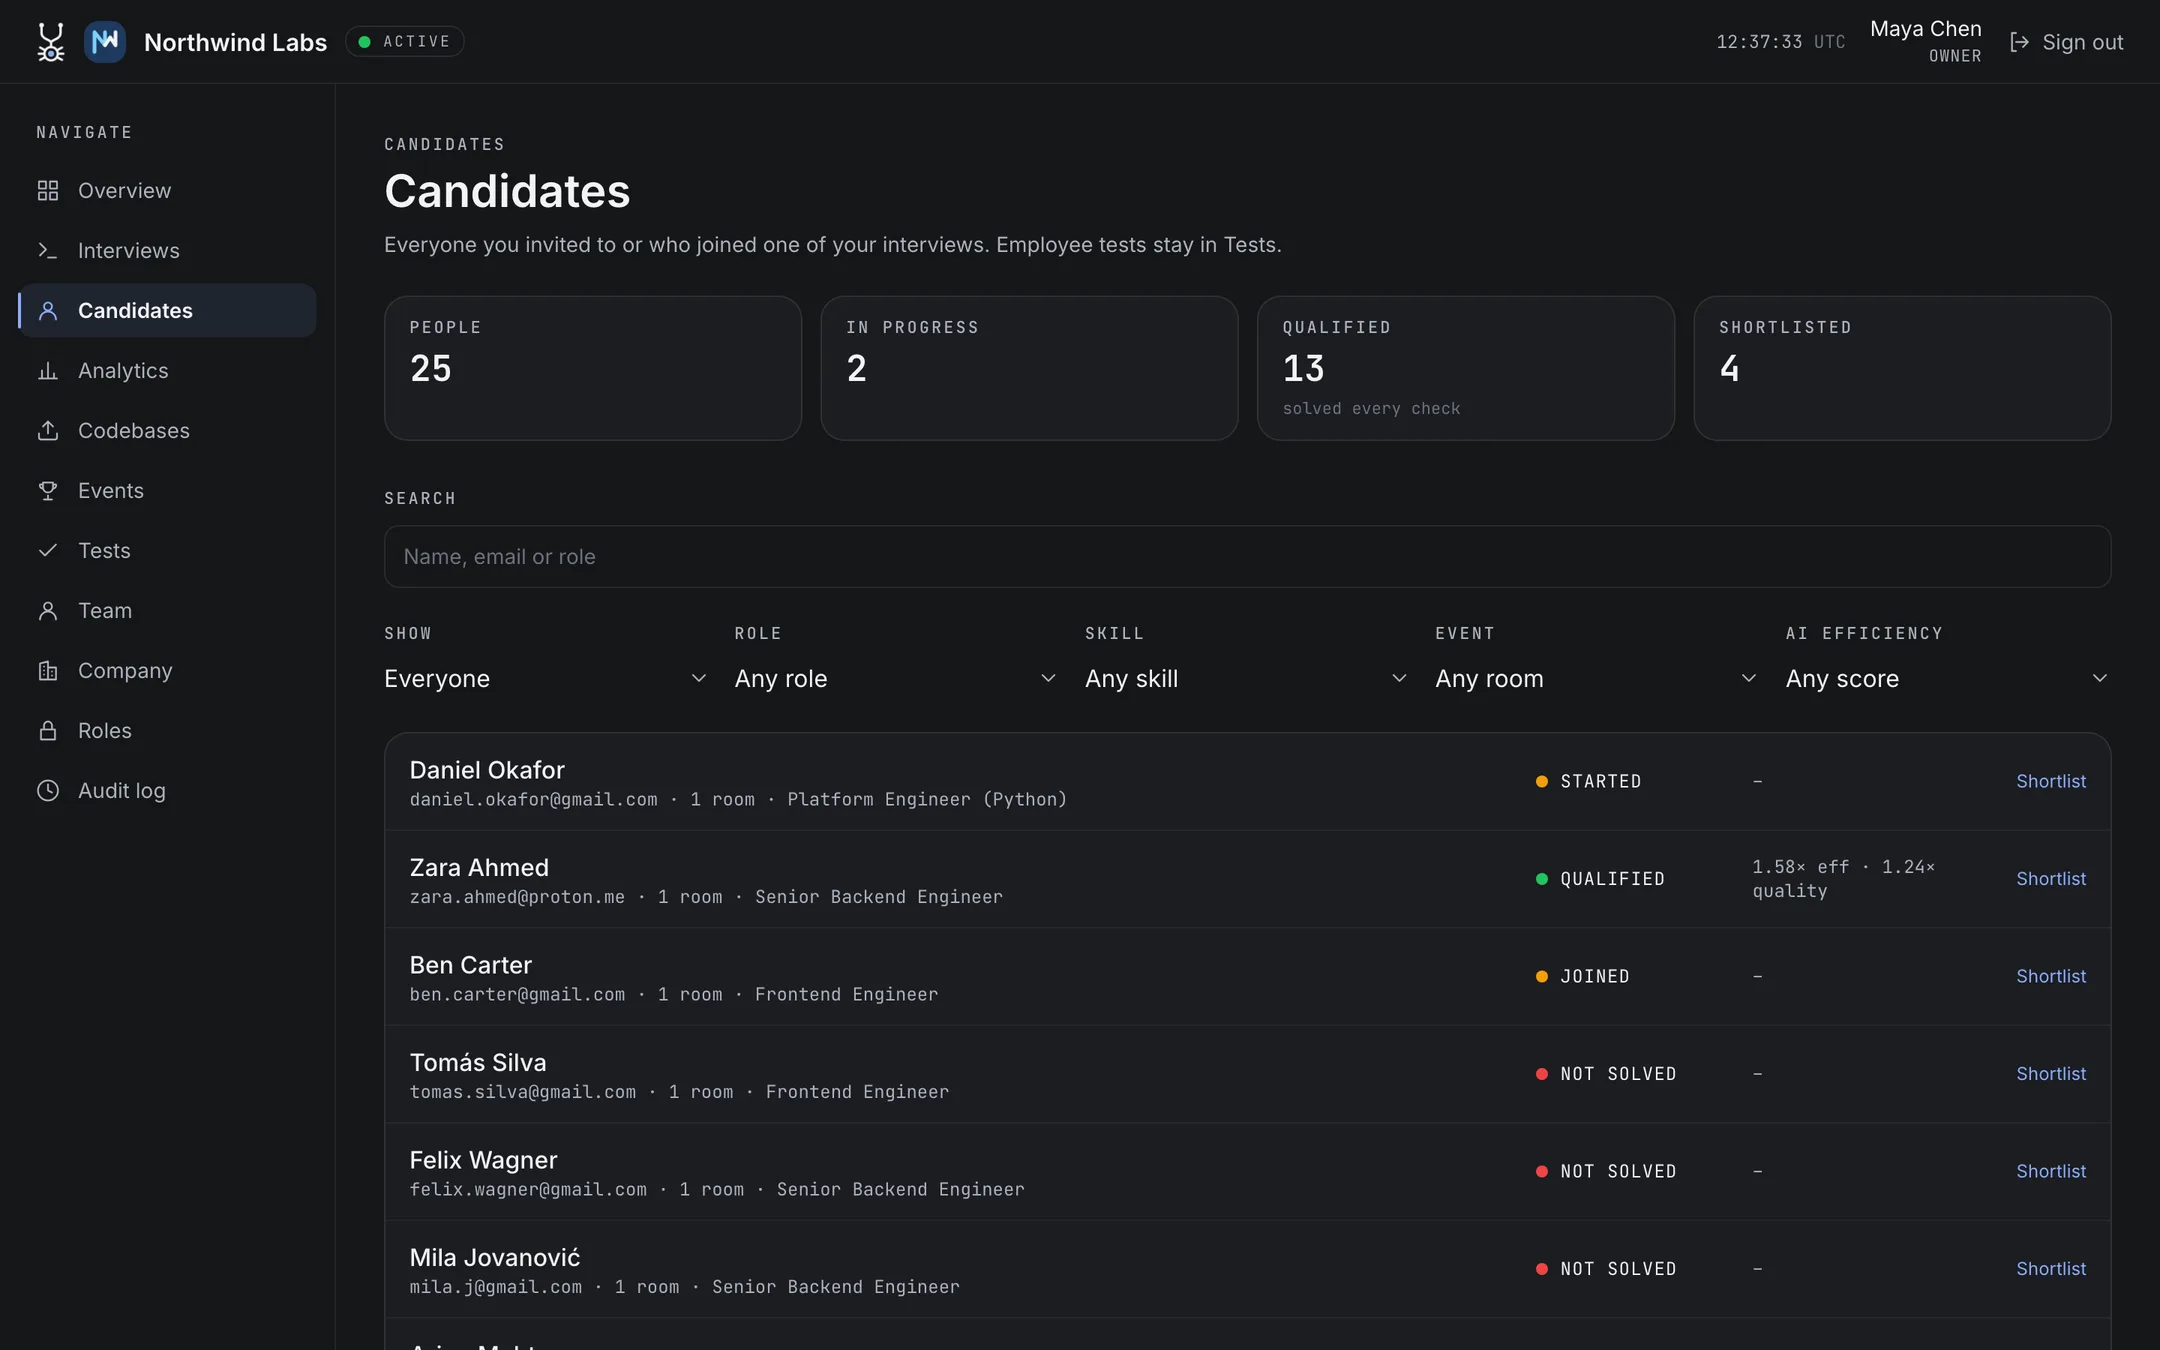 Northwind Labs
ACTIVE
12:37:33 UTC
Maya Chen
OWNER
Sign out
NAVIGATE
Overview
Interviews
Candidates
Analytics
Codebases
Events
Tests
Team
Company
Roles
Audit log
CANDIDATES
Candidates
Everyone you invited to or who joined one of your interviews. Employee tests stay in Tests.
PEOPLE
25
IN PROGRESS
2
QUALIFIED
13
solved every check
SHORTLISTED
4
SEARCH
Name, email or role
SHOW
Everyone
ROLE
Any role
SKILL
Any skill
EVENT
Any room
AI EFFICIENCY
Any score
Daniel Okafor
daniel.okafor@gmail.com · 1 room · Platform Engineer (Python)
STARTED
–
Shortlist
Zara Ahmed
zara.ahmed@proton.me · 1 room · Senior Backend Engineer
QUALIFIED
1.58× eff · 1.24×
quality
Shortlist
Ben Carter
ben.carter@gmail.com · 1 room · Frontend Engineer
JOINED
–
Shortlist
Tomás Silva
tomas.silva@gmail.com · 1 room · Frontend Engineer
NOT SOLVED
–
Shortlist
Felix Wagner
felix.wagner@gmail.com · 1 room · Senior Backend Engineer
NOT SOLVED
–
Shortlist
Mila Jovanović
mila.j@gmail.com · 1 room · Senior Backend Engineer
NOT SOLVED
–
Shortlist